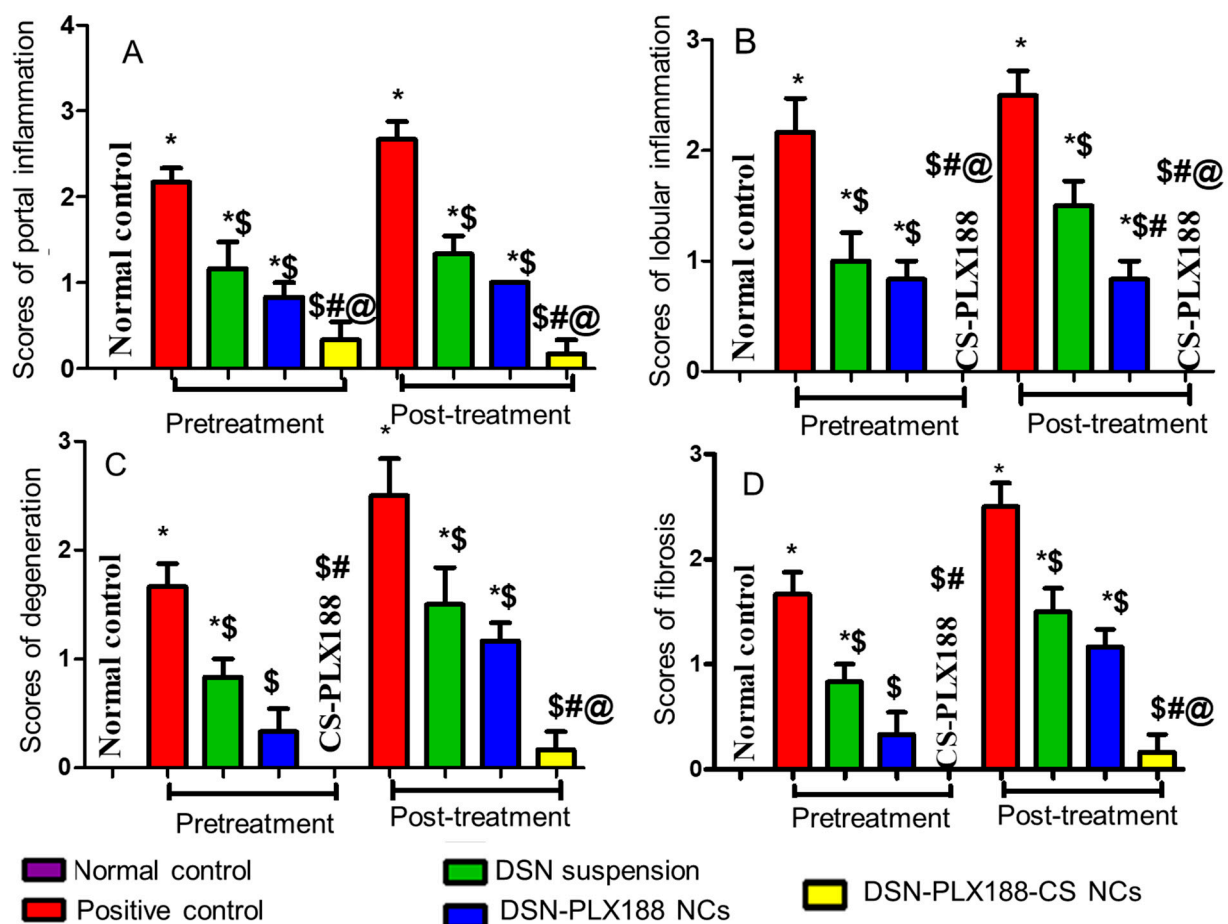 A
Scores of portal inflammation
4
3
2
1
0
Normal control
*
*$
*$
$#@
*
*$
*$
$#@
Pretreatment
Post-treatment
B
Scores of lobular inflammation
3
2
1
0
Normal control
*
*$
*$
$#@
CS-PLX188
*
*$
*$#
$#@
CS-PLX188
Pretreatment
Post-treatment
C
Scores of degeneration
3
2
1
0
Normal control
*
*$
$
$#
CS-PLX188
*
*$
*$
$#@
Pretreatment
Post-treatment
D
Scores of fibrosis
3
2
1
0
Normal control
*
*$
$
$#
CS-PLX188
*
*$
*$
$#@
Pretreatment
Post-treatment
Normal control
Positive control
DSN suspension
DSN-PLX188 NCs
DSN-PLX188-CS NCs